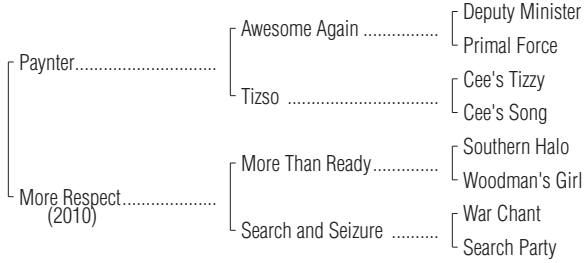 Deputy Minister
Awesome Again ..............
Primal Force
Paynter..........................
Cee's Tizzy
Tizso ............................
Cee's Song
Southern Halo
More Than Ready............
Woodman's Girl
More Respect.................
(2010)
War Chant
Search and Seizure .........
Search Party